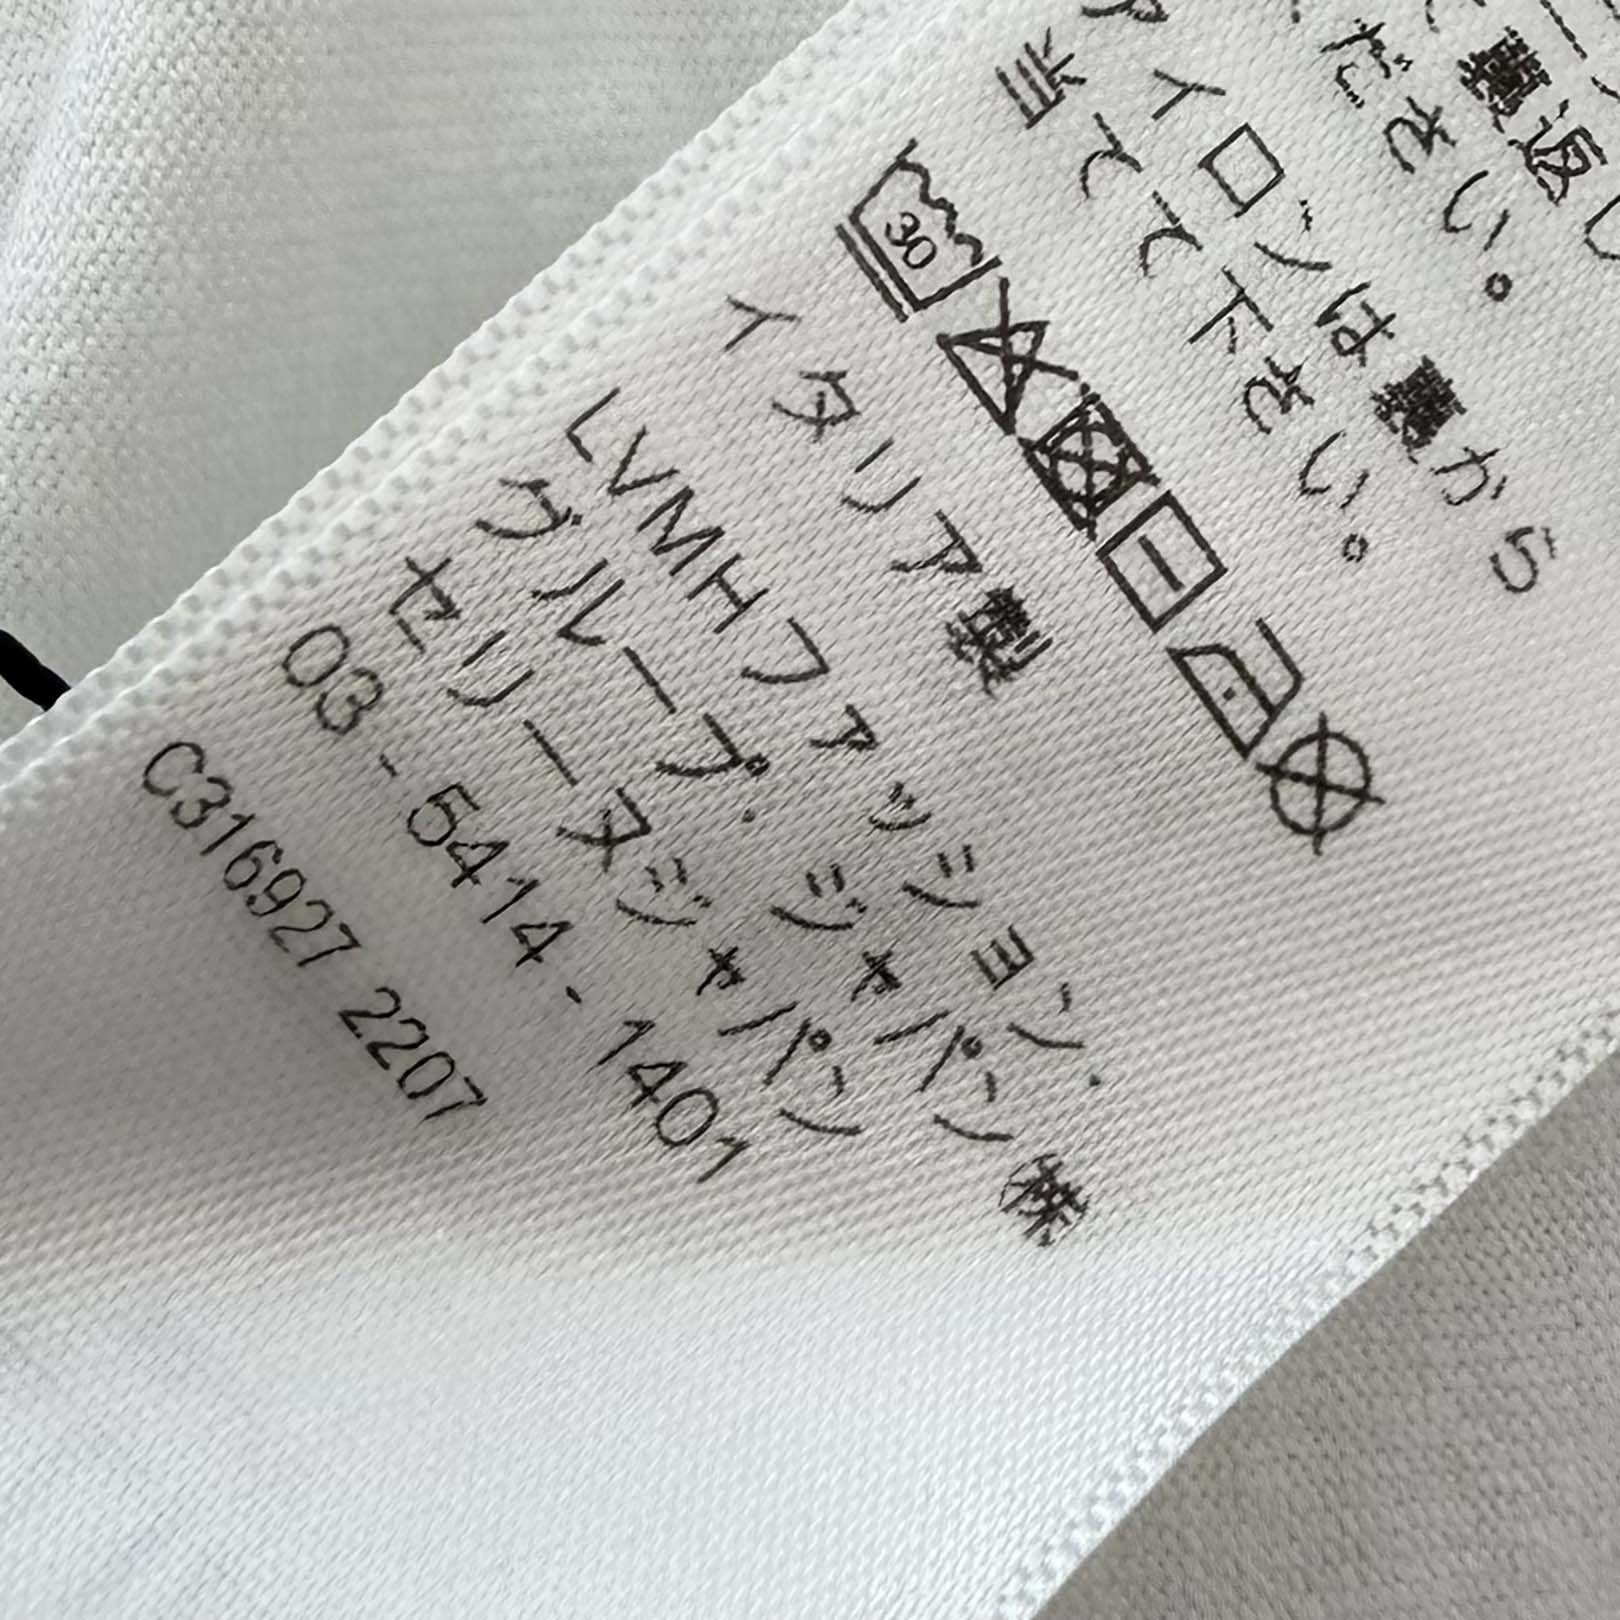 裏返し
ださい。
アイロンは裏から
当てて下さい。
30
イタリア製
LVMHファッション・
グループ・ジャパン㈱
セリーヌジャパン
03-5414-1401
C316927 2207